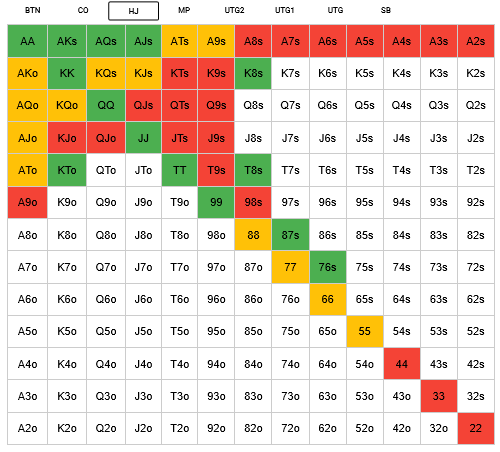 BTN CO HJ MP UTG2 UTG1 UTG SB
AA AKs AQs AJs ATs A9s A8s A7s A6s A5s A4s A3s A2s
AKo KK KQs KJs KTs K9s K8s K7s K6s K5s K4s K3s K2s
AQo KQo QQ QJs QTs Q9s Q8s Q7s Q6s Q5s Q4s Q3s Q2s
AJo KJo QJo JJ JTs J9s J8s J7s J6s J5s J4s J3s J2s
ATo KTo QTo JTo TT T9s T8s T7s T6s T5s T4s T3s T2s
A9o K9o Q9o J9o T9o 99 98s 97s 96s 95s 94s 93s 92s
A8o K8o Q8o J8o T8o 98o 88 87s 86s 85s 84s 83s 82s
A7o K7o Q7o J7o T7o 97o 87o 77 76s 75s 74s 73s 72s
A6o K6o Q6o J6o T6o 96o 86o 76o 66 65s 64s 63s 62s
A5o K5o Q5o J5o T5o 95o 85o 75o 65o 55 54s 53s 52s
A4o K4o Q4o J4o T4o 94o 84o 74o 64o 54o 44 43s 42s
A3o K3o Q3o J3o T3o 93o 83o 73o 63o 53o 43o 33 32s
A2o K2o Q2o J2o T2o 92o 82o 72o 62o 52o 42o 32o 22